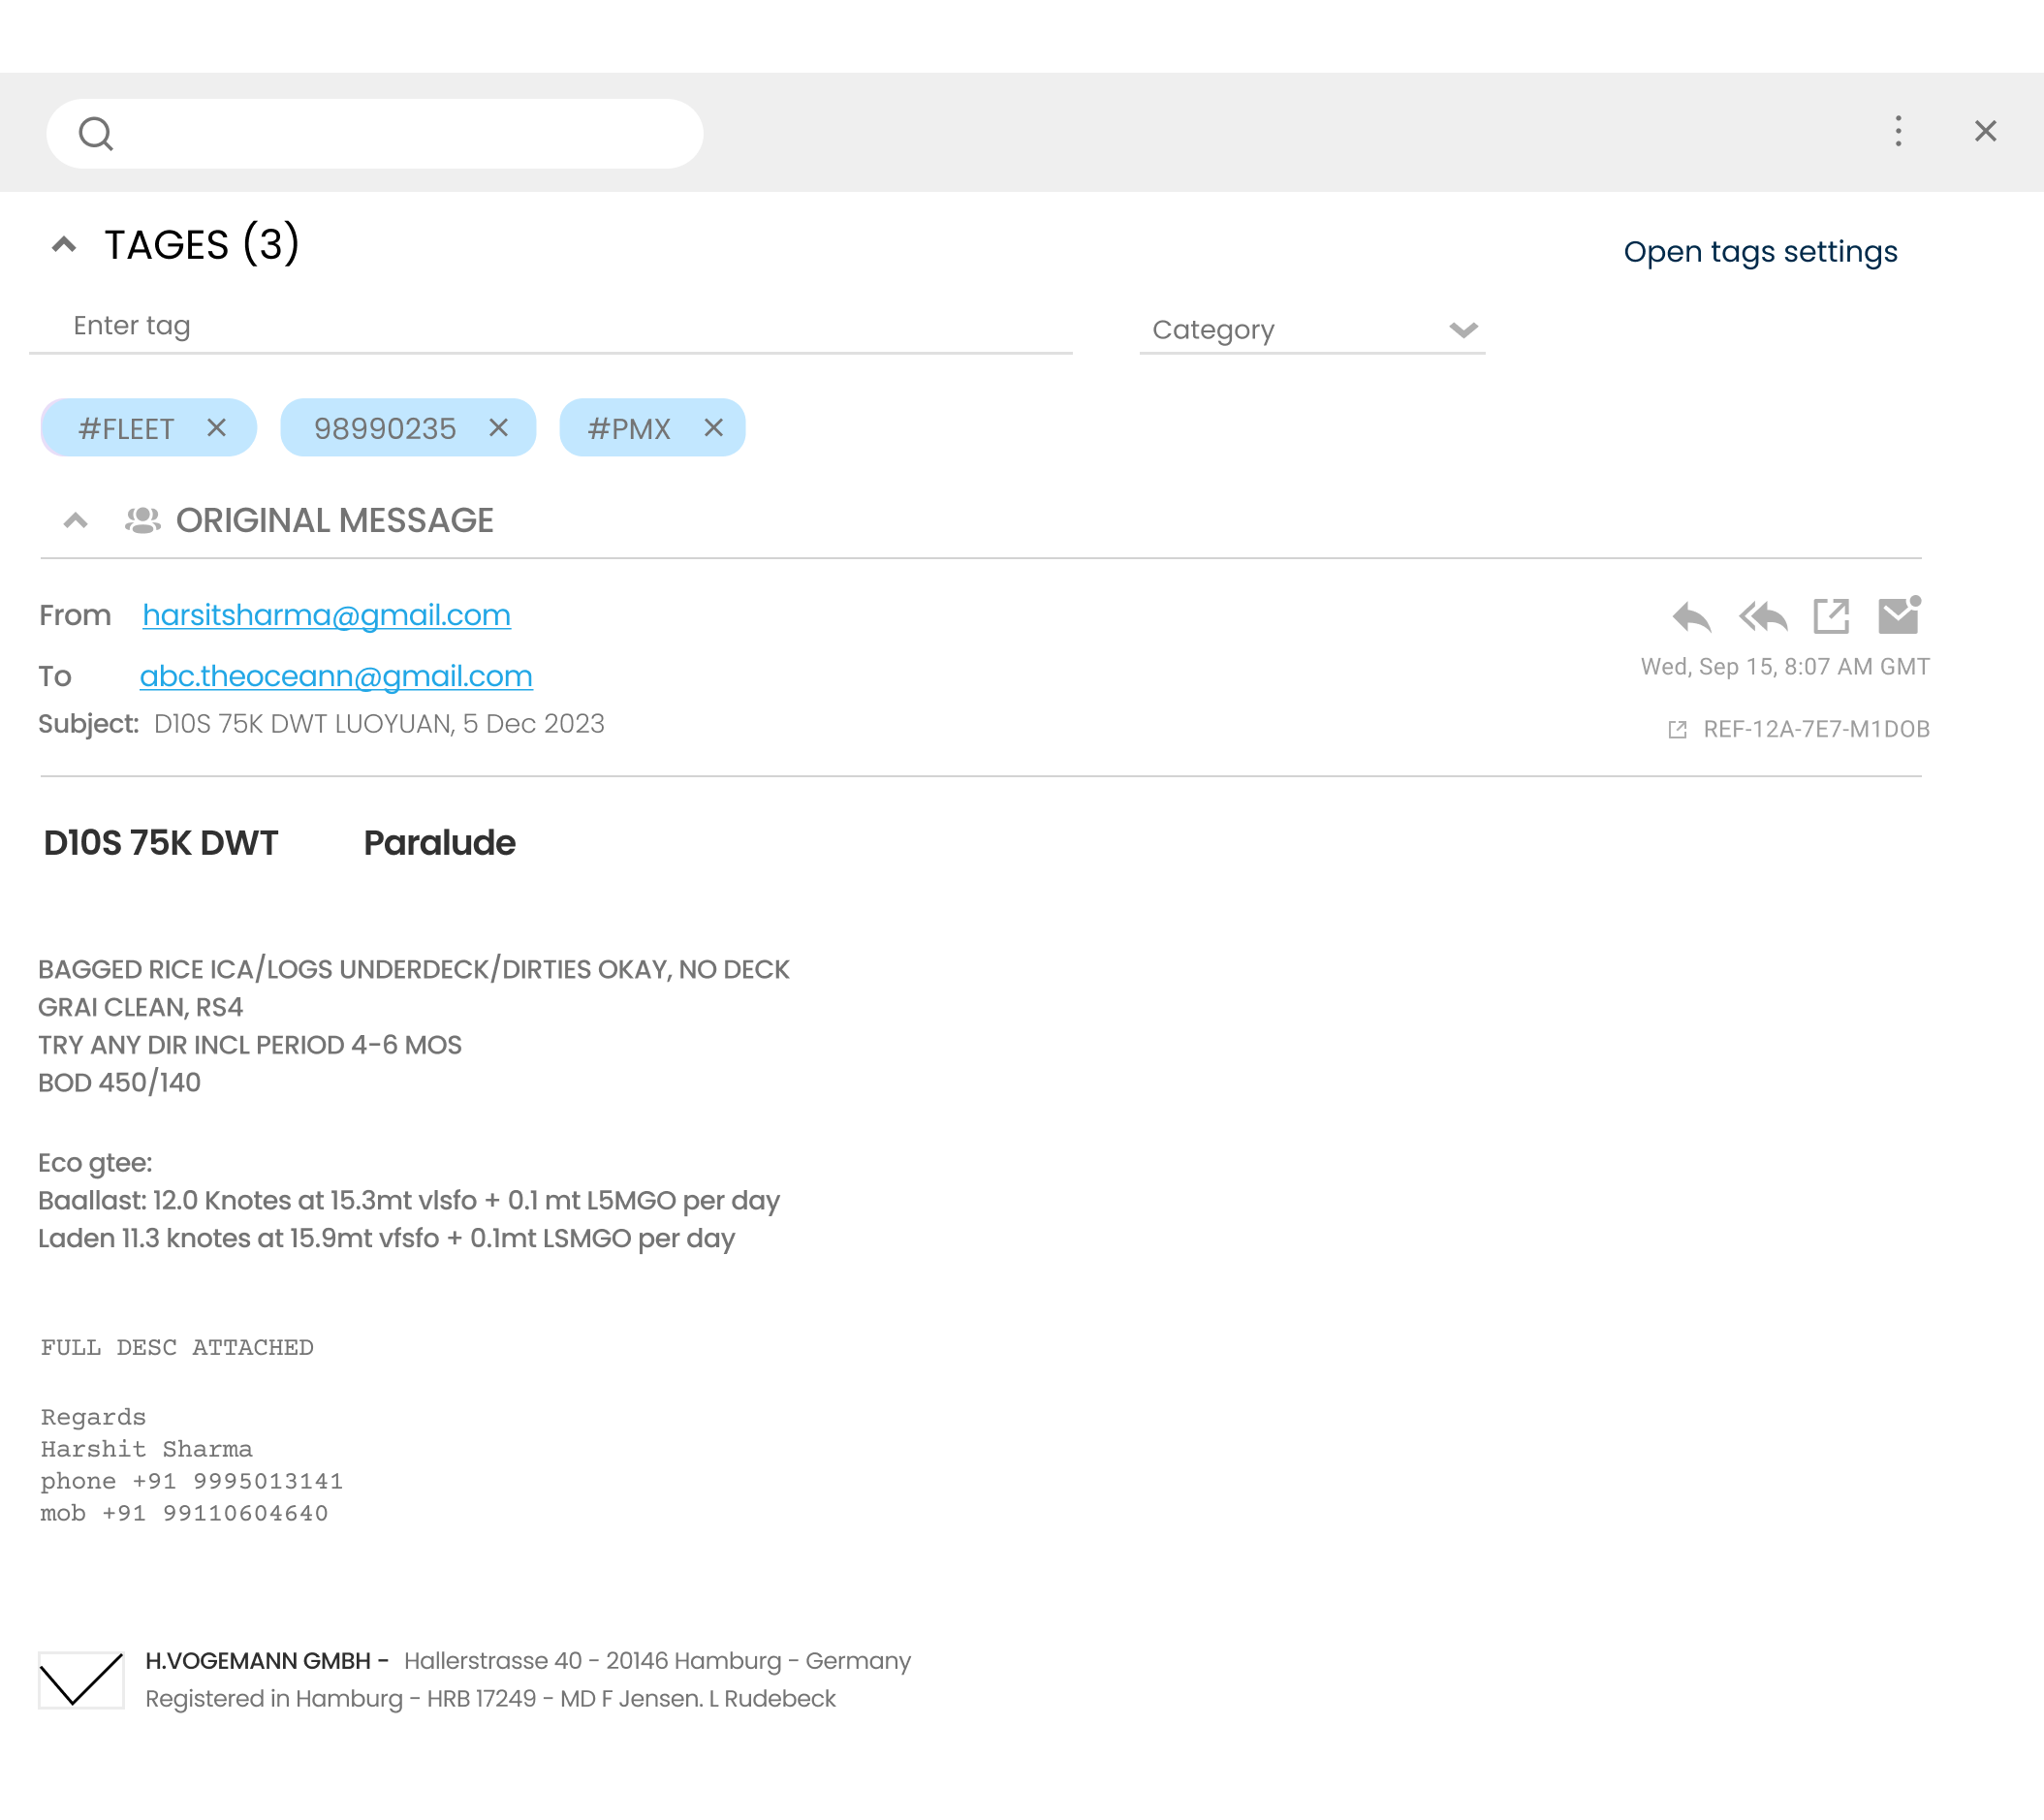 TAGES (3)
Open tags settings
Enter tag
Category
#FLEET
98990235
#PMX
ORIGINAL MESSAGE
From harsitsharma@gmail.com
To abc.theoceann@gmail.com
Wed, Sep 15, 8:07 AM GMT
Subject: D10S 75K DWT LUOYUAN, 5 Dec 2023
REF-12A-7E7-M1DOB
D10S 75K DWT Paralude
BAGGED RICE ICA/LOGS UNDERDECK/DIRTIES OKAY, NO DECK
GRAI CLEAN, RS4
TRY ANY DIR INCL PERIOD 4-6 MOS
BOD 450/140
Eco gtee:
Baallast: 12.0 Knotes at 15.3mt vlsfo + 0.1 mt L5MGO per day
Laden 11.3 knotes at 15.9mt vfsfo + 0.1mt LSMGO per day
FULL DESC ATTACHED
Regards
Harshit Sharma
phone +91 9995013141
mob +91 99110604640
H.VOGEMANN GMBH - Hallerstrasse 40 - 20146 Hamburg - Germany
Registered in Hamburg - HRB 17249 - MD F Jensen. L Rudebeck